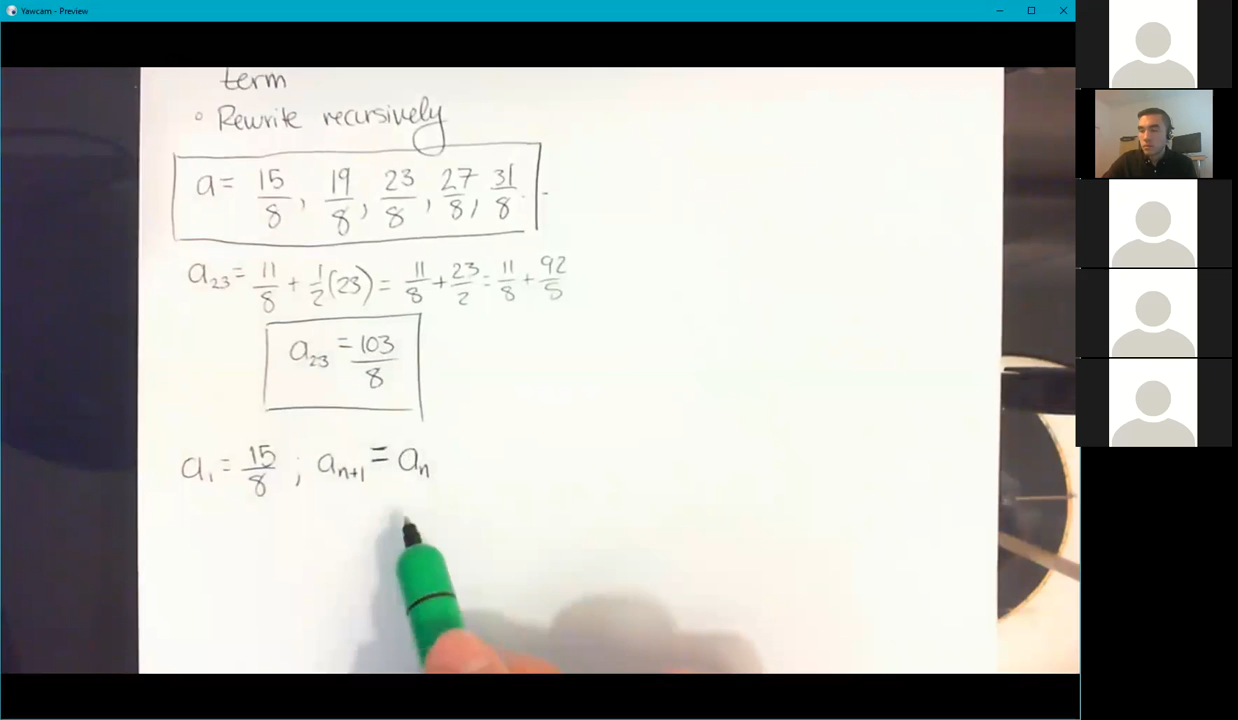 Yawcam - Preview
term
◦ Rewrite recursively
a = 15/8, 19/8, 23/8, 27/8, 31/8
a₂₃ = 11/8 + 1/2(23) = 11/8 + 23/2 = 11/8 + 92/8
a₂₃ = 103/8
a₁ = 15/8 ; aₙ₊₁ = aₙ